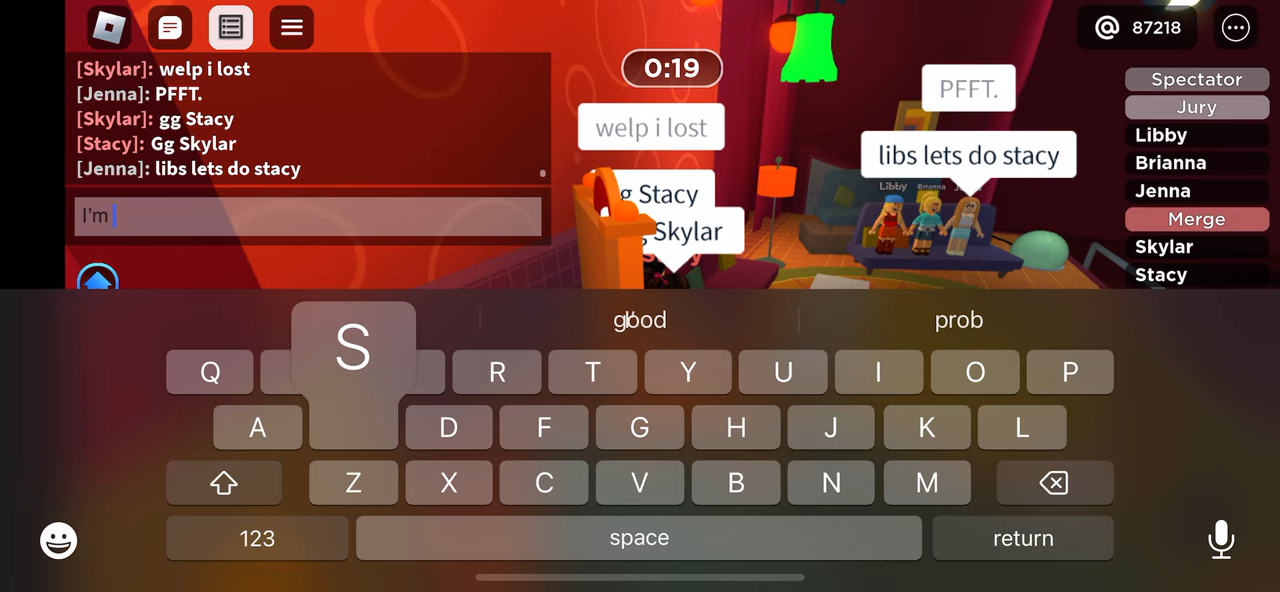 [Skylar]: welp i lost
[Jenna]: PFFT.
[Skylar]: gg Stacy
[Stacy]: Gg Skylar
[Jenna]: libs lets do stacy
I'm
0:19
@ 87218
welp i lost
g Stacy
Skylar
PFFT.
libs lets do stacy
Libby Brianna
Spectator
Jury
Libby
Brianna
Jenna
Merge
Skylar
Stacy
good
prob
S
Q R T Y U I O P
A D F G H J K L
Z X C V B N M
123
space
return